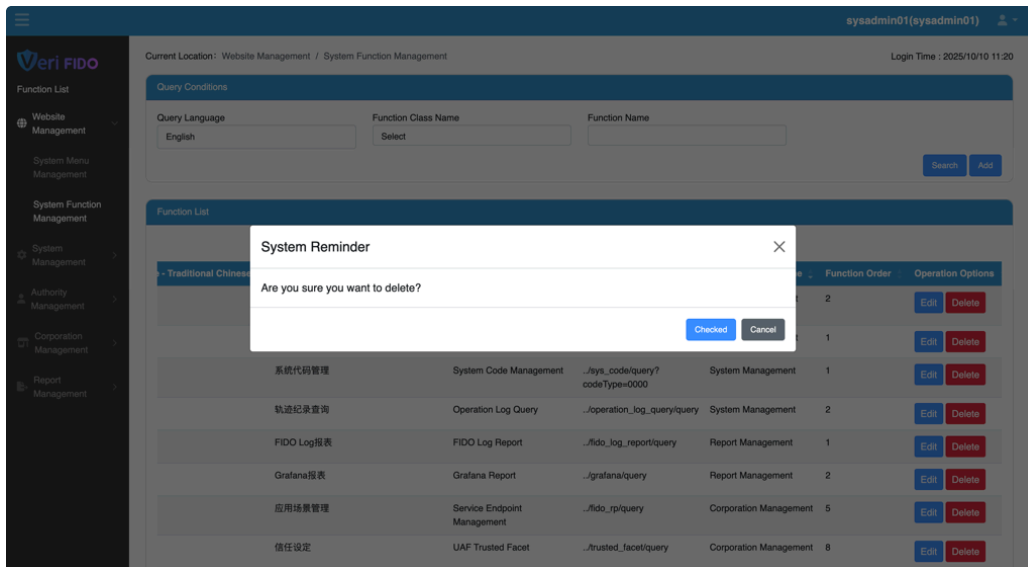 sysadmin01(sysadmin01)
Veri FIDO
Function List
Website
Management
System Menu
Management
System Function
Management
System
Management
Authority
Management
Corporation
Management
Report
Management
Current Location: Website Management / System Function Management
Login Time : 2025/10/10 11:20
Query Conditions
Query Language
Function Class Name
Function Name
English
Select
Search
Add
Function List
System Reminder
Are you sure you want to delete?
Checked
Cancel
- Traditional Chinese
Function Order
Operation Options
2
Edit
Delete
1
Edit
Delete
系统代码管理
System Code Management
../sys_code/query?
codeType=0000
System Management
1
Edit
Delete
轨迹纪录查询
Operation Log Query
../operation_log_query/query
System Management
2
Edit
Delete
FIDO Log报表
FIDO Log Report
../fido_log_report/query
Report Management
1
Edit
Delete
Grafana报表
Grafana Report
../grafana/query
Report Management
2
Edit
Delete
应用场景管理
Service Endpoint
Management
../fido_rp/query
Corporation Management
5
Edit
Delete
信任设定
UAF Trusted Facet
../trusted_facet/query
Corporation Management
8
Edit
Delete